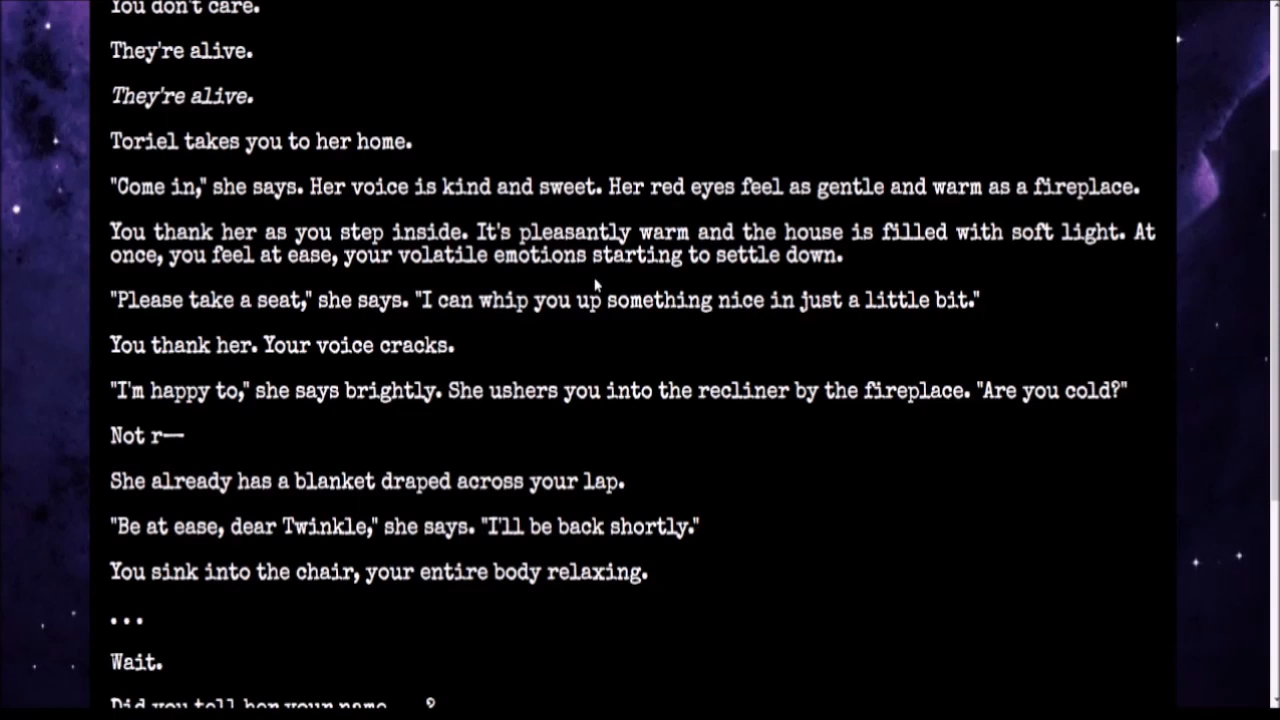 You don't care.
They're alive.
They're alive.
Toriel takes you to her home.
"Come in," she says. Her voice is kind and sweet. Her red eyes feel as gentle and warm as a fireplace.
You thank her as you step inside. It's pleasantly warm and the house is filled with soft light. At
once, you feel at ease, your volatile emotions starting to settle down.
"Please take a seat," she says. "I can whip you up something nice in just a little bit."
You thank her. Your voice cracks.
"I'm happy to," she says brightly. She ushers you into the recliner by the fireplace. "Are you cold?"
Not r—
She already has a blanket draped across your lap.
"Be at ease, dear Twinkle," she says. "I'll be back shortly."
You sink into the chair, your entire body relaxing.
...
Wait.
Did you tell her your name...?